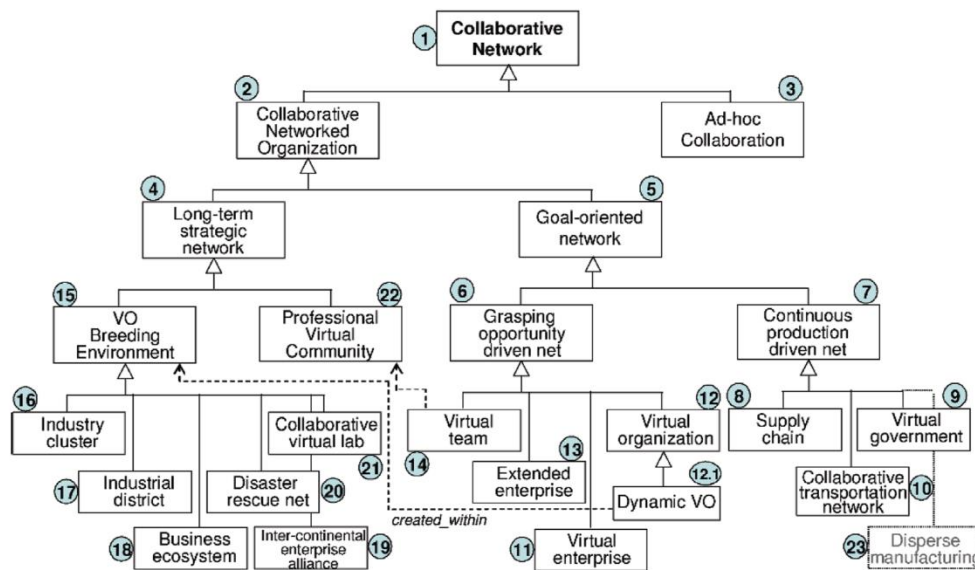 1
Collaborative
Network
2
Collaborative
Networked
Organization
3
Ad-hoc
Collaboration
4
Long-term
strategic
network
5
Goal-oriented
network
15
VO
Breeding
Environment
22
Professional
Virtual
Community
6
Grasping
opportunity
driven net
7
Continuous
production
driven net
16
Industry
cluster
Collaborative
virtual lab
21
14
Virtual
team
12
Virtual
organization
8
Supply
chain
9
Virtual
government
17
Industrial
district
Disaster
rescue net
20
13
Extended
enterprise
12.1
Dynamic VO
Collaborative
transportation
network
10
created_within
18
Business
ecosystem
Inter-continental
enterprise
alliance
19
11
Virtual
enterprise
23
Disperse
manufacturing